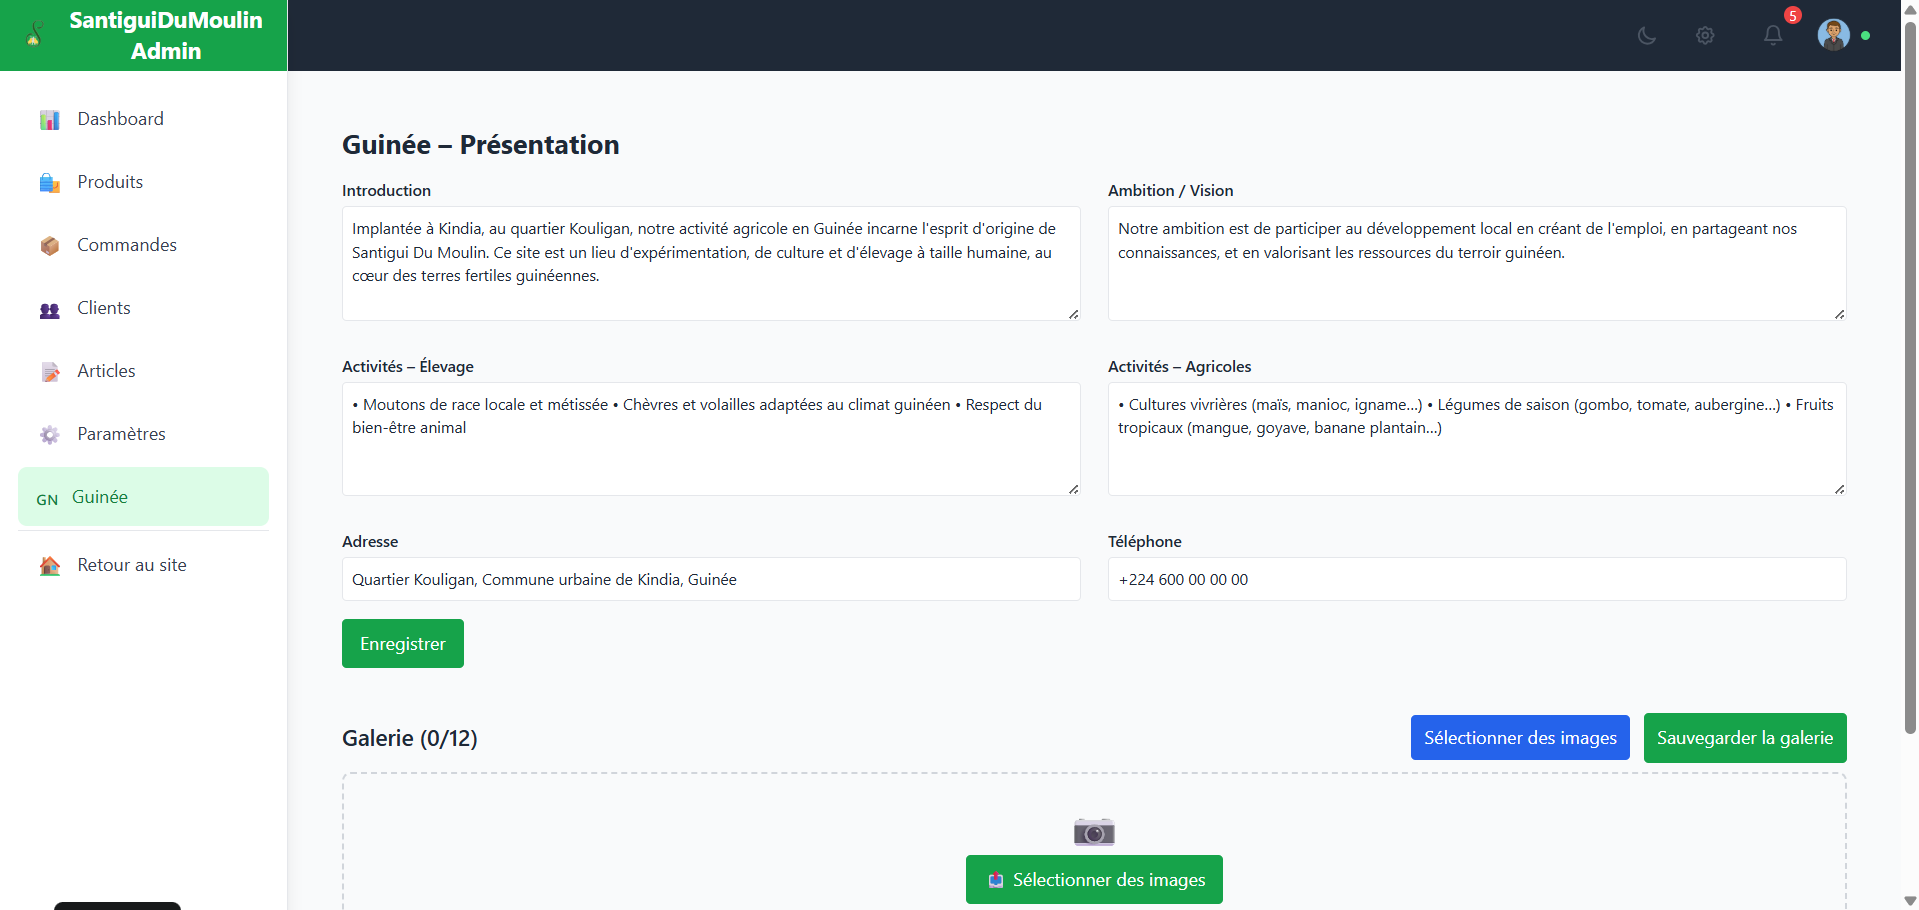 SantiguiDuMoulin
Admin
5
Dashboard
Produits
Commandes
Clients
Articles
Paramètres
GN Guinée
Retour au site
Guinée – Présentation
Introduction
Implantée à Kindia, au quartier Kouligan, notre activité agricole en Guinée incarne l'esprit d'origine de
Santigui Du Moulin. Ce site est un lieu d'expérimentation, de culture et d'élevage à taille humaine, au
cœur des terres fertiles guinéennes.
Ambition / Vision
Notre ambition est de participer au développement local en créant de l'emploi, en partageant nos
connaissances, et en valorisant les ressources du terroir guinéen.
Activités – Élevage
• Moutons de race locale et métissée • Chèvres et volailles adaptées au climat guinéen • Respect du
bien-être animal
Activités – Agricoles
• Cultures vivrières (maïs, manioc, igname...) • Légumes de saison (gombo, tomate, aubergine...) • Fruits
tropicaux (mangue, goyave, banane plantain...)
Adresse
Quartier Kouligan, Commune urbaine de Kindia, Guinée
Téléphone
+224 600 00 00 00
Enregistrer
Galerie (0/12)
Sélectionner des images
Sauvegarder la galerie
Sélectionner des images